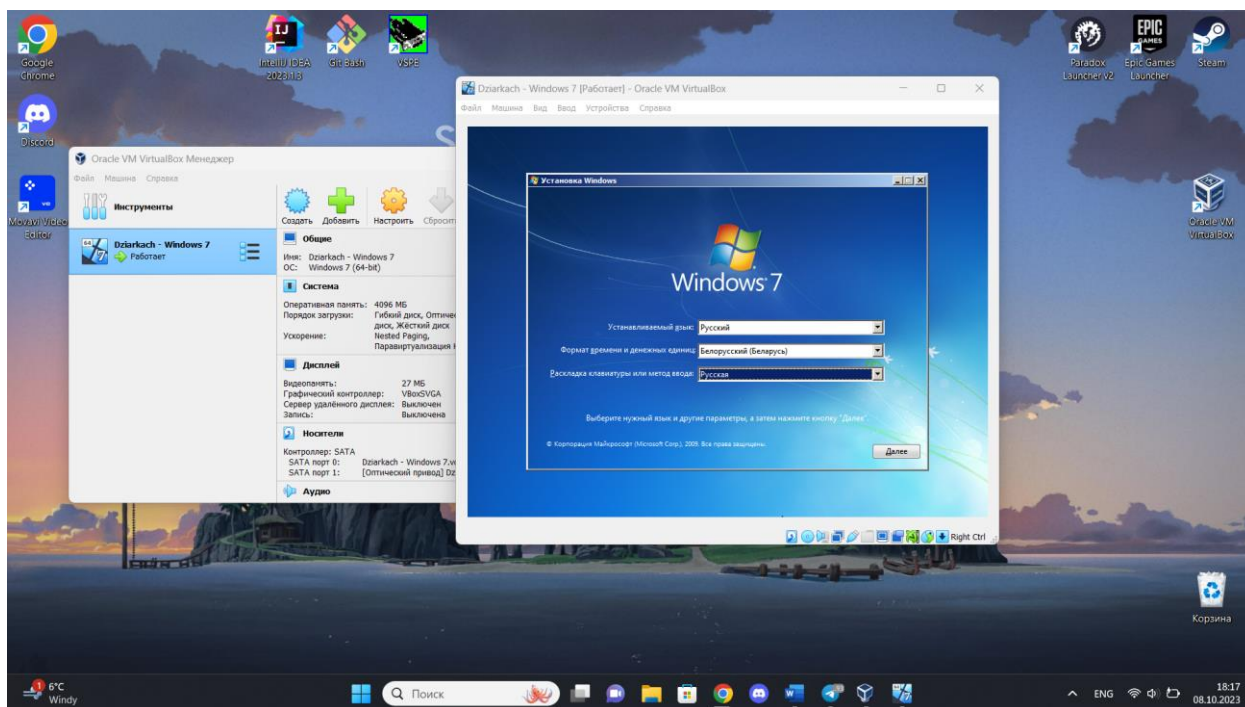 Google
Chrome
IntelliJ IDEA
2023.1.3
Git Bash
VSPE
Paradox
Launcher v2
EPIC
GAMES
Epic Games
Launcher
Steam
Discord
Movavi Video
Editor
Oracle VM
VirtualBox
Корзина
Oracle VM VirtualBox Менеджер
Файл Машина Справка
Инструменты
Создать Добавить Настроить Сбросить
64
7
Dziarkach - Windows 7
Работает
Общие
Имя: Dziarkach - Windows 7
ОС: Windows 7 (64-bit)
Система
Оперативная память: 4096 МБ
Порядок загрузки: Гибкий диск, Оптичес
диск, Жёсткий диск
Ускорение: Nested Paging,
Паравиртуализация
Дисплей
Видеопамять: 27 МБ
Графический контроллер: VBoxSVGA
Сервер удалённого дисплея: Выключен
Запись: Выключена
Носители
Контроллер: SATA
SATA порт 0: Dziarkach - Windows 7.v
SATA порт 1: [Оптический привод] Dz
Аудио
Dziarkach - Windows 7 [Работает] - Oracle VM VirtualBox
Файл Машина Вид Ввод Устройства Справка
Установка Windows
Windows 7
Устанавливаемый язык: Русский
Формат времени и денежных единиц: Белорусский (Беларусь)
Раскладка клавиатуры или метод ввода: Русская
Выберите нужный язык и другие параметры, а затем нажмите кнопку "Далее".
© Корпорация Майкрософт (Microsoft Corp.), 2009. Все права защищены.
Далее
Right Ctrl
1
6°C
Windy
Поиск
ENG
18:17
08.10.2023